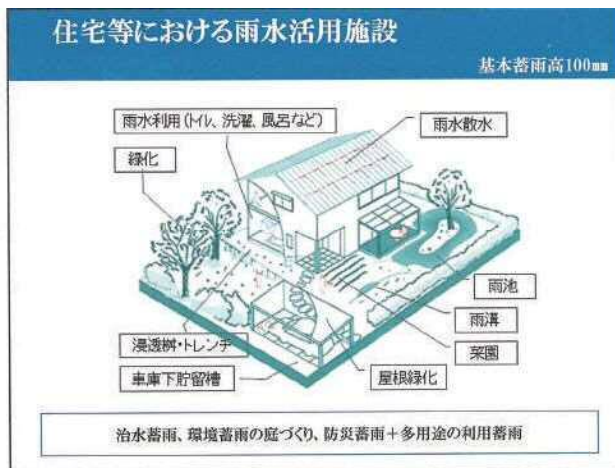 住宅等における雨水活用施設
基本蓄雨高100mm
雨水利用(トイレ、洗濯、風呂など)
雨水散水
緑化
雨池
雨溝
浸透桝・トレンチ
菜園
車庫下貯留槽
屋根緑化
治水蓄雨、環境蓄雨の庭づくり、防災蓄雨＋多用途の利用蓄雨